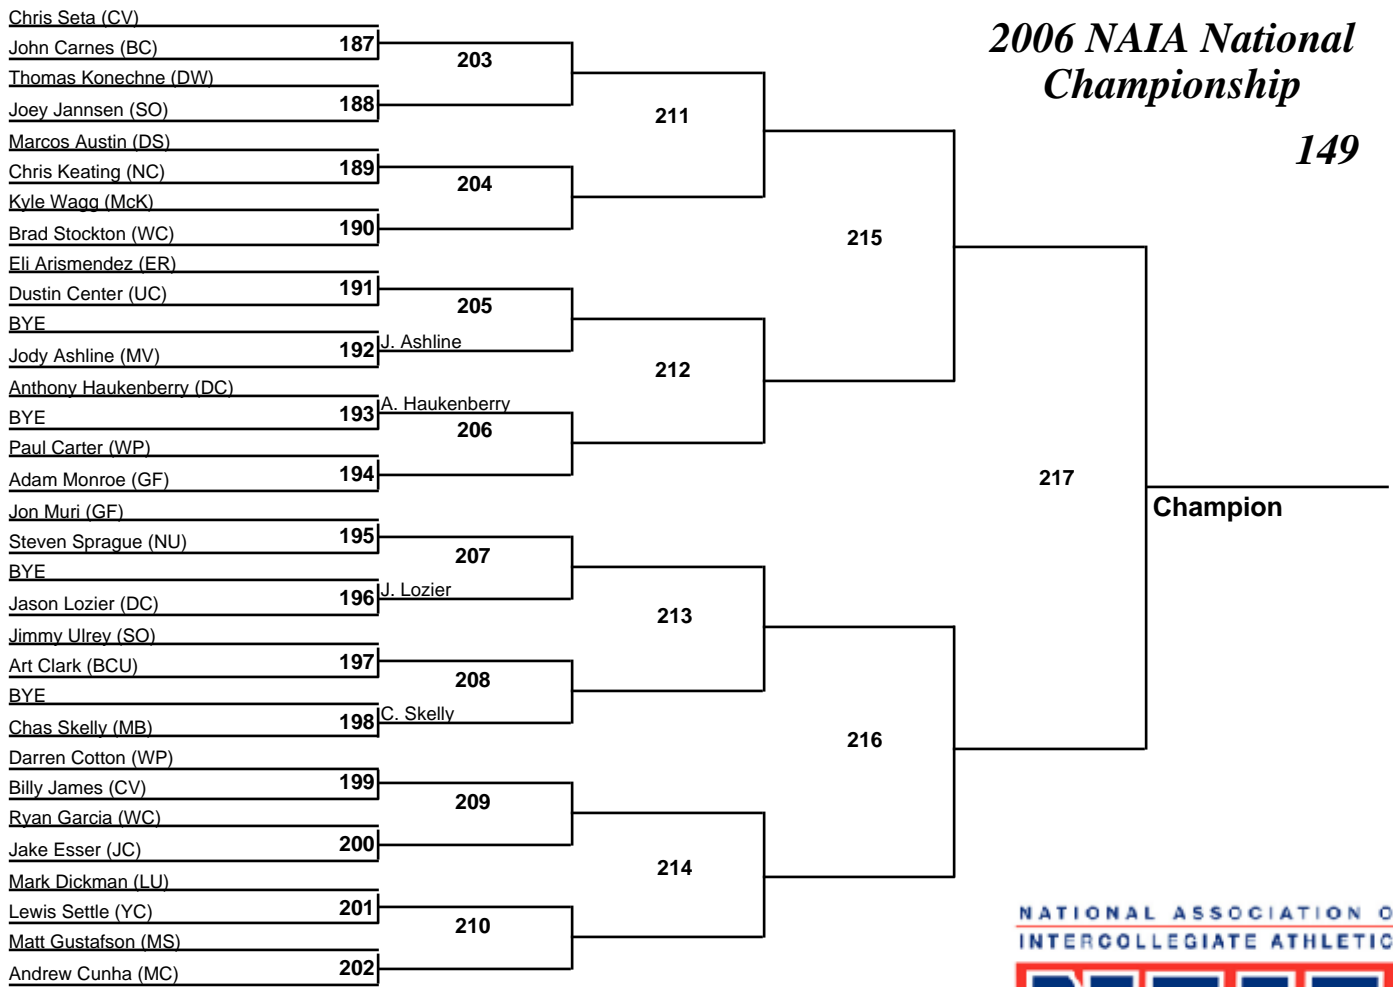 2006 NAIA National
Championship
149
Chris Seta (CV)
John Carnes (BC)
187
Thomas Konechne (DW)
Joey Jannsen (SO)
188
Marcos Austin (DS)
Chris Keating (NC)
189
Kyle Wagg (McK)
Brad Stockton (WC)
190
Eli Arismendez (ER)
Dustin Center (UC)
191
BYE
Jody Ashline (MV)
192
Anthony Haukenberry (DC)
BYE
193
Paul Carter (WP)
Adam Monroe (GF)
194
Jon Muri (GF)
Steven Sprague (NU)
195
BYE
Jason Lozier (DC)
196
Jimmy Ulrey (SO)
Art Clark (BCU)
197
BYE
Chas Skelly (MB)
198
Darren Cotton (WP)
Billy James (CV)
199
Ryan Garcia (WC)
Jake Esser (JC)
200
Mark Dickman (LU)
Lewis Settle (YC)
201
Matt Gustafson (MS)
Andrew Cunha (MC)
202
203
204
205
J. Ashline
A. Haukenberry
206
207
J. Lozier
208
C. Skelly
209
210
211
212
213
214
215
216
217
Champion
NATIONAL ASSOCIATION O
INTERCOLLEGIATE ATHLETIC